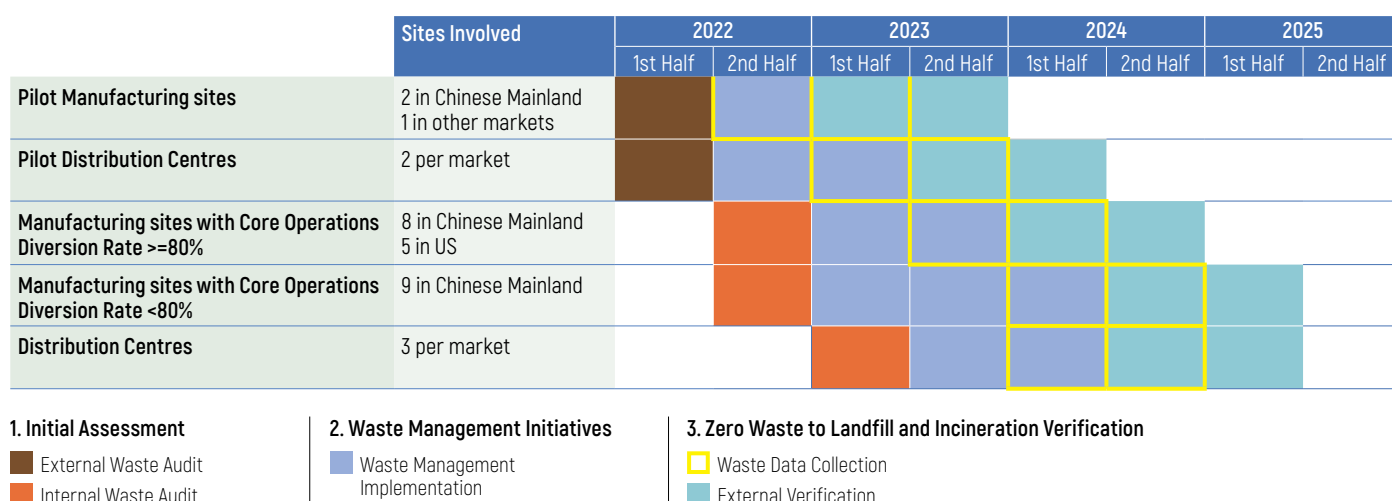 Sites Involved 2022 2023 2024 2025
1st Half 2nd Half 1st Half 2nd Half 1st Half 2nd Half 1st Half 2nd Half
Pilot Manufacturing sites 2 in Chinese Mainland
1 in other markets
Pilot Distribution Centres 2 per market
Manufacturing sites with Core Operations 8 in Chinese Mainland
Diversion Rate >=80% 5 in US
Manufacturing sites with Core Operations 9 in Chinese Mainland
Diversion Rate <80%
Distribution Centres 3 per market
1. Initial Assessment 2. Waste Management Initiatives 3. Zero Waste to Landfill and Incineration Verification
External Waste Audit Waste Management Waste Data Collection
Implementation
Internal Waste Audit External Verification